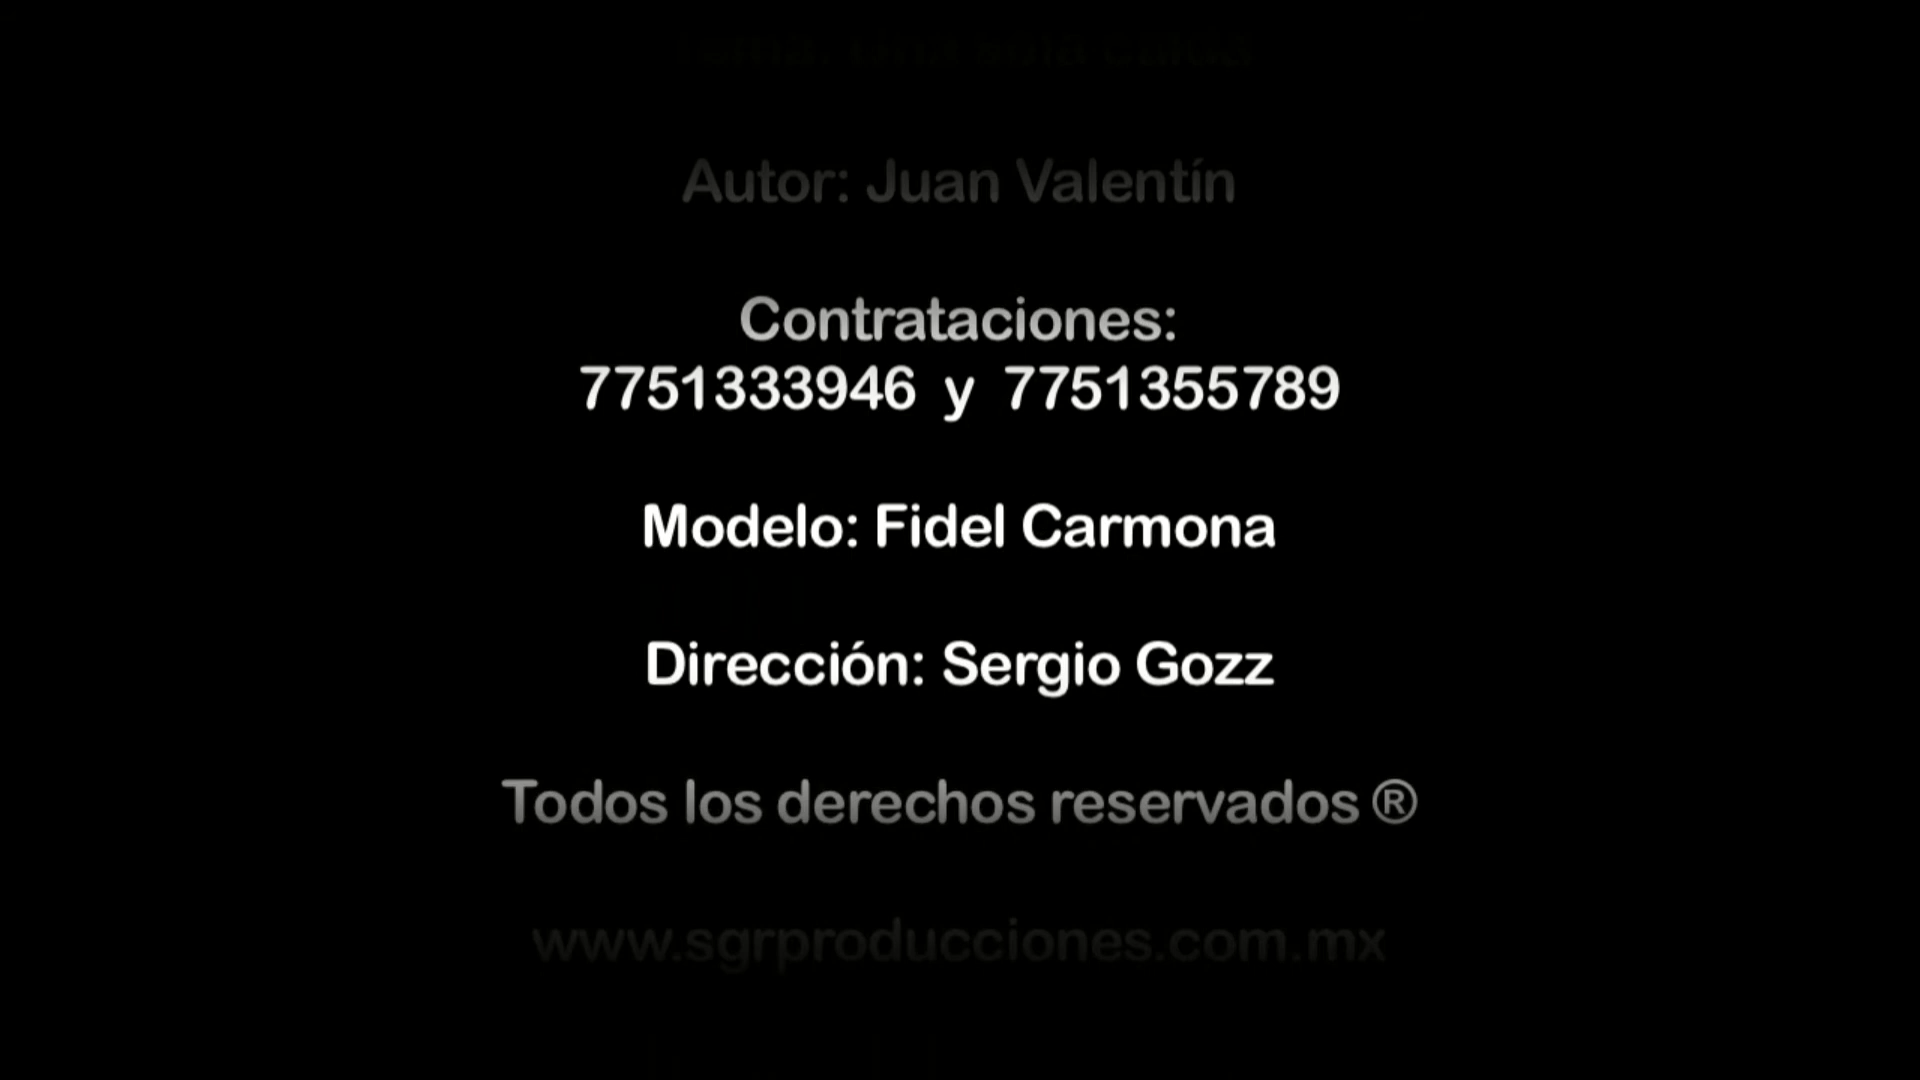 Autor: Juan Valentín
Contrataciones:
7751333946 y 7751355789
Modelo: Fidel Carmona
Dirección: Sergio Gozz
Todos los derechos reservados ®
www.sgrproducciones.com.mx